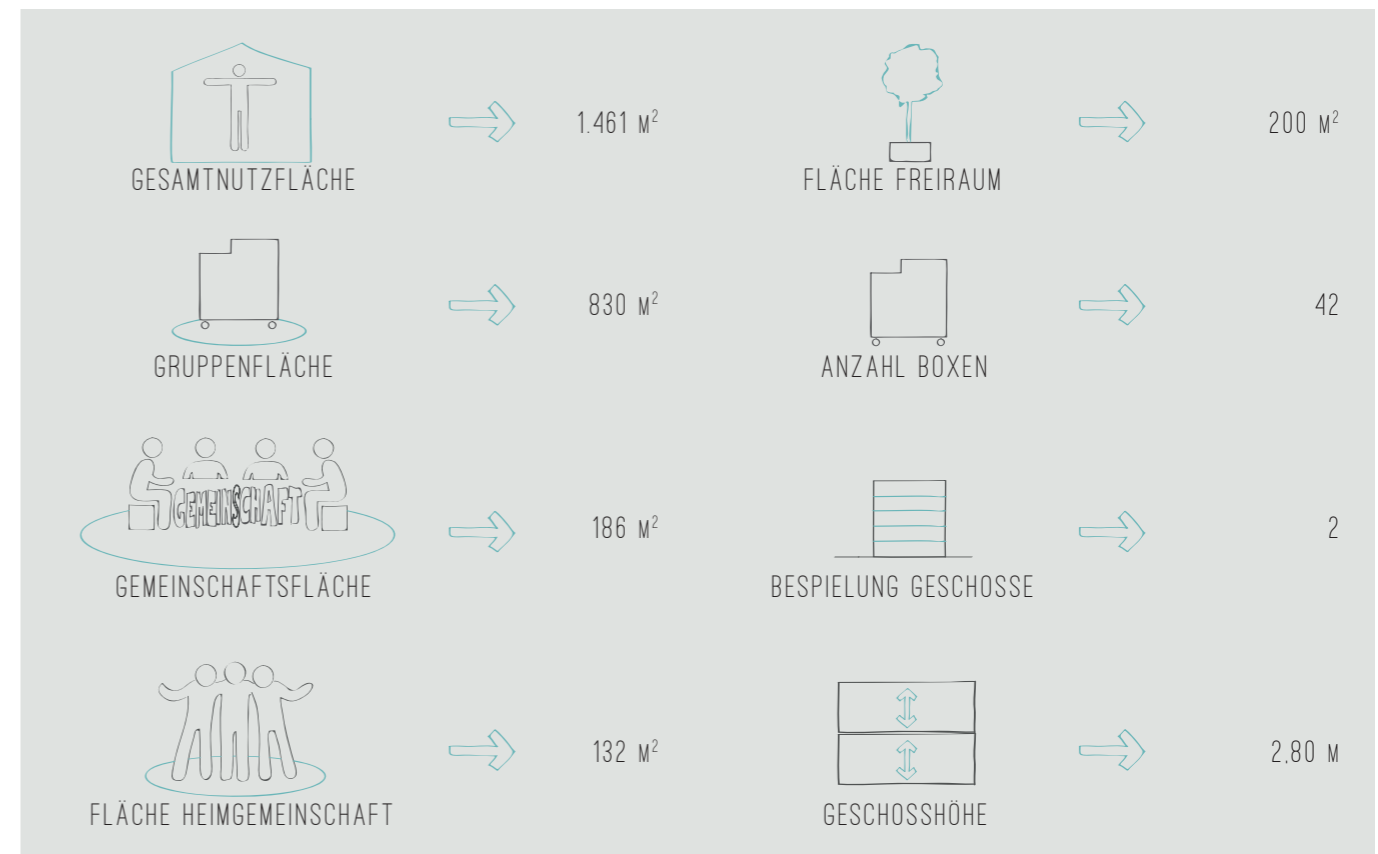 GESAMTNUTZFLÄCHE
1.461 M²
FLÄCHE FREIRAUM
200 M²
GRUPPENFLÄCHE
830 M²
ANZAHL BOXEN
42
GEMEINSCHAFT
GEMEINSCHAFTSFLÄCHE
186 M²
BESPIELUNG GESCHOSSE
2
FLÄCHE HEIMGEMEINSCHAFT
132 M²
GESCHOSSHÖHE
2,80 M